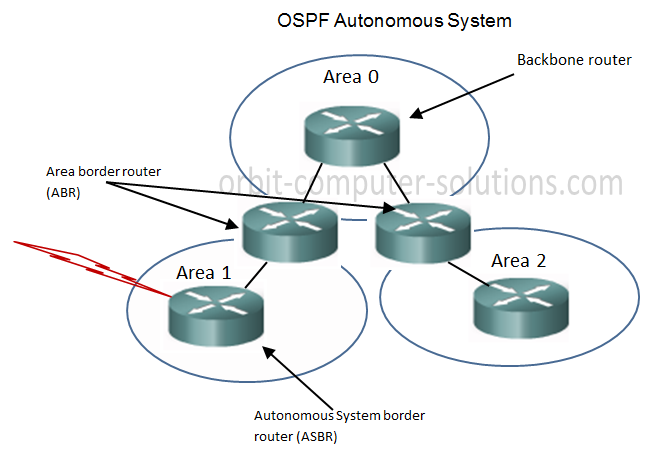 OSPF Autonomous System
Backbone router
Area 0
Area border router
(ABR)
orbit-computer-solutions.com
Area 1
Area 2
Autonomous System border
router (ASBR)